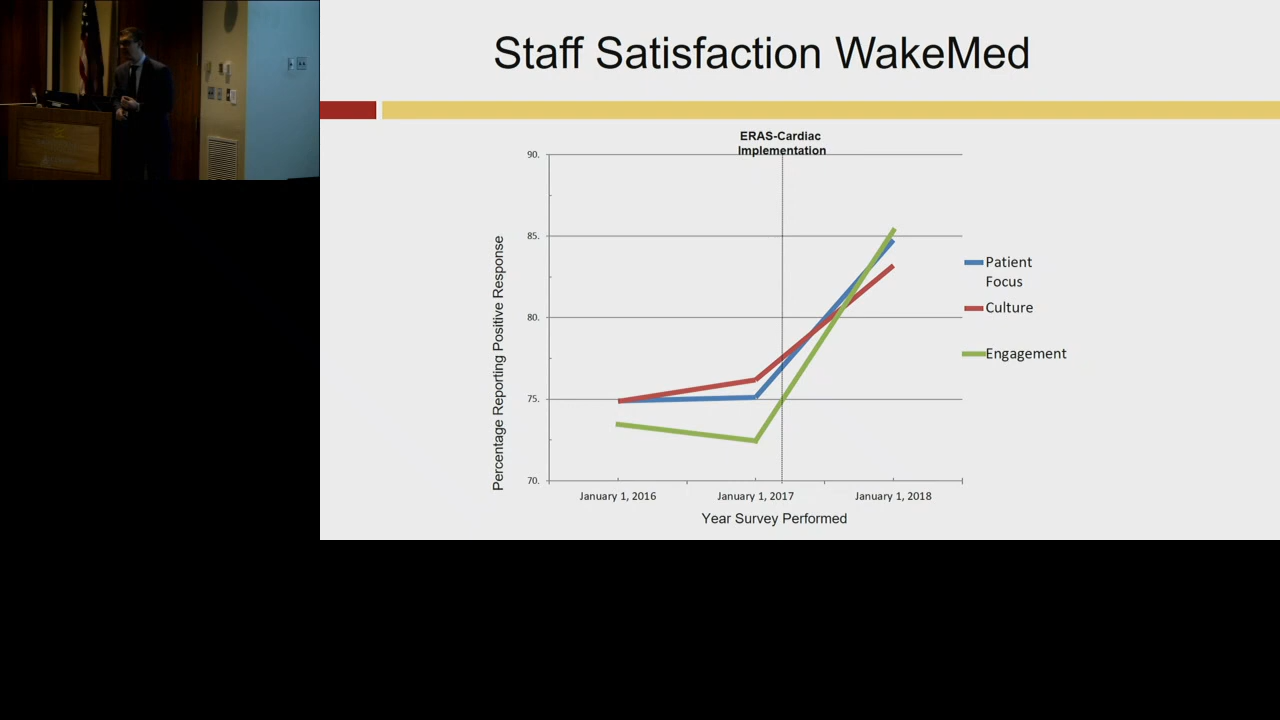 Staff Satisfaction WakeMed
ERAS-Cardiac
Implementation
90.
85.
80.
75.
70.
Percentage Reporting Positive Response
January 1, 2016
January 1, 2017
January 1, 2018
Year Survey Performed
Patient
Focus
Culture
Engagement